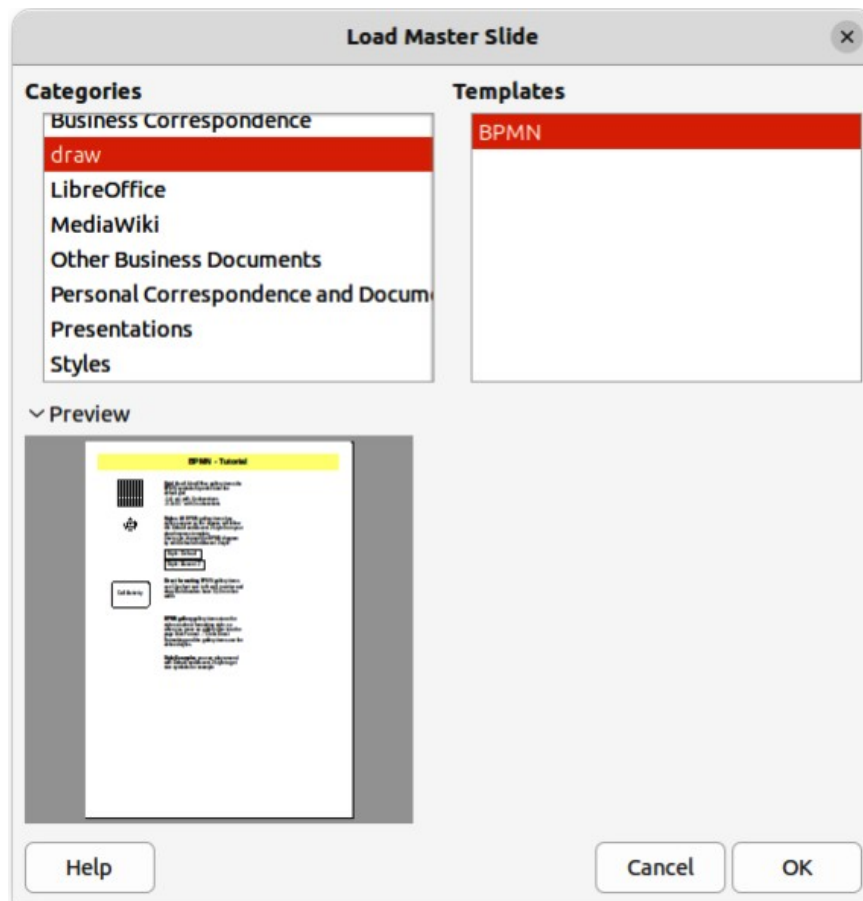 Load Master Slide
Categories
Templates
Business Correspondence
draw
LibreOffice
MediaWiki
Other Business Documents
Personal Correspondence and Docum
Presentations
Styles
BPMN
Preview
BPMN - Tutorial
Help
Cancel
OK